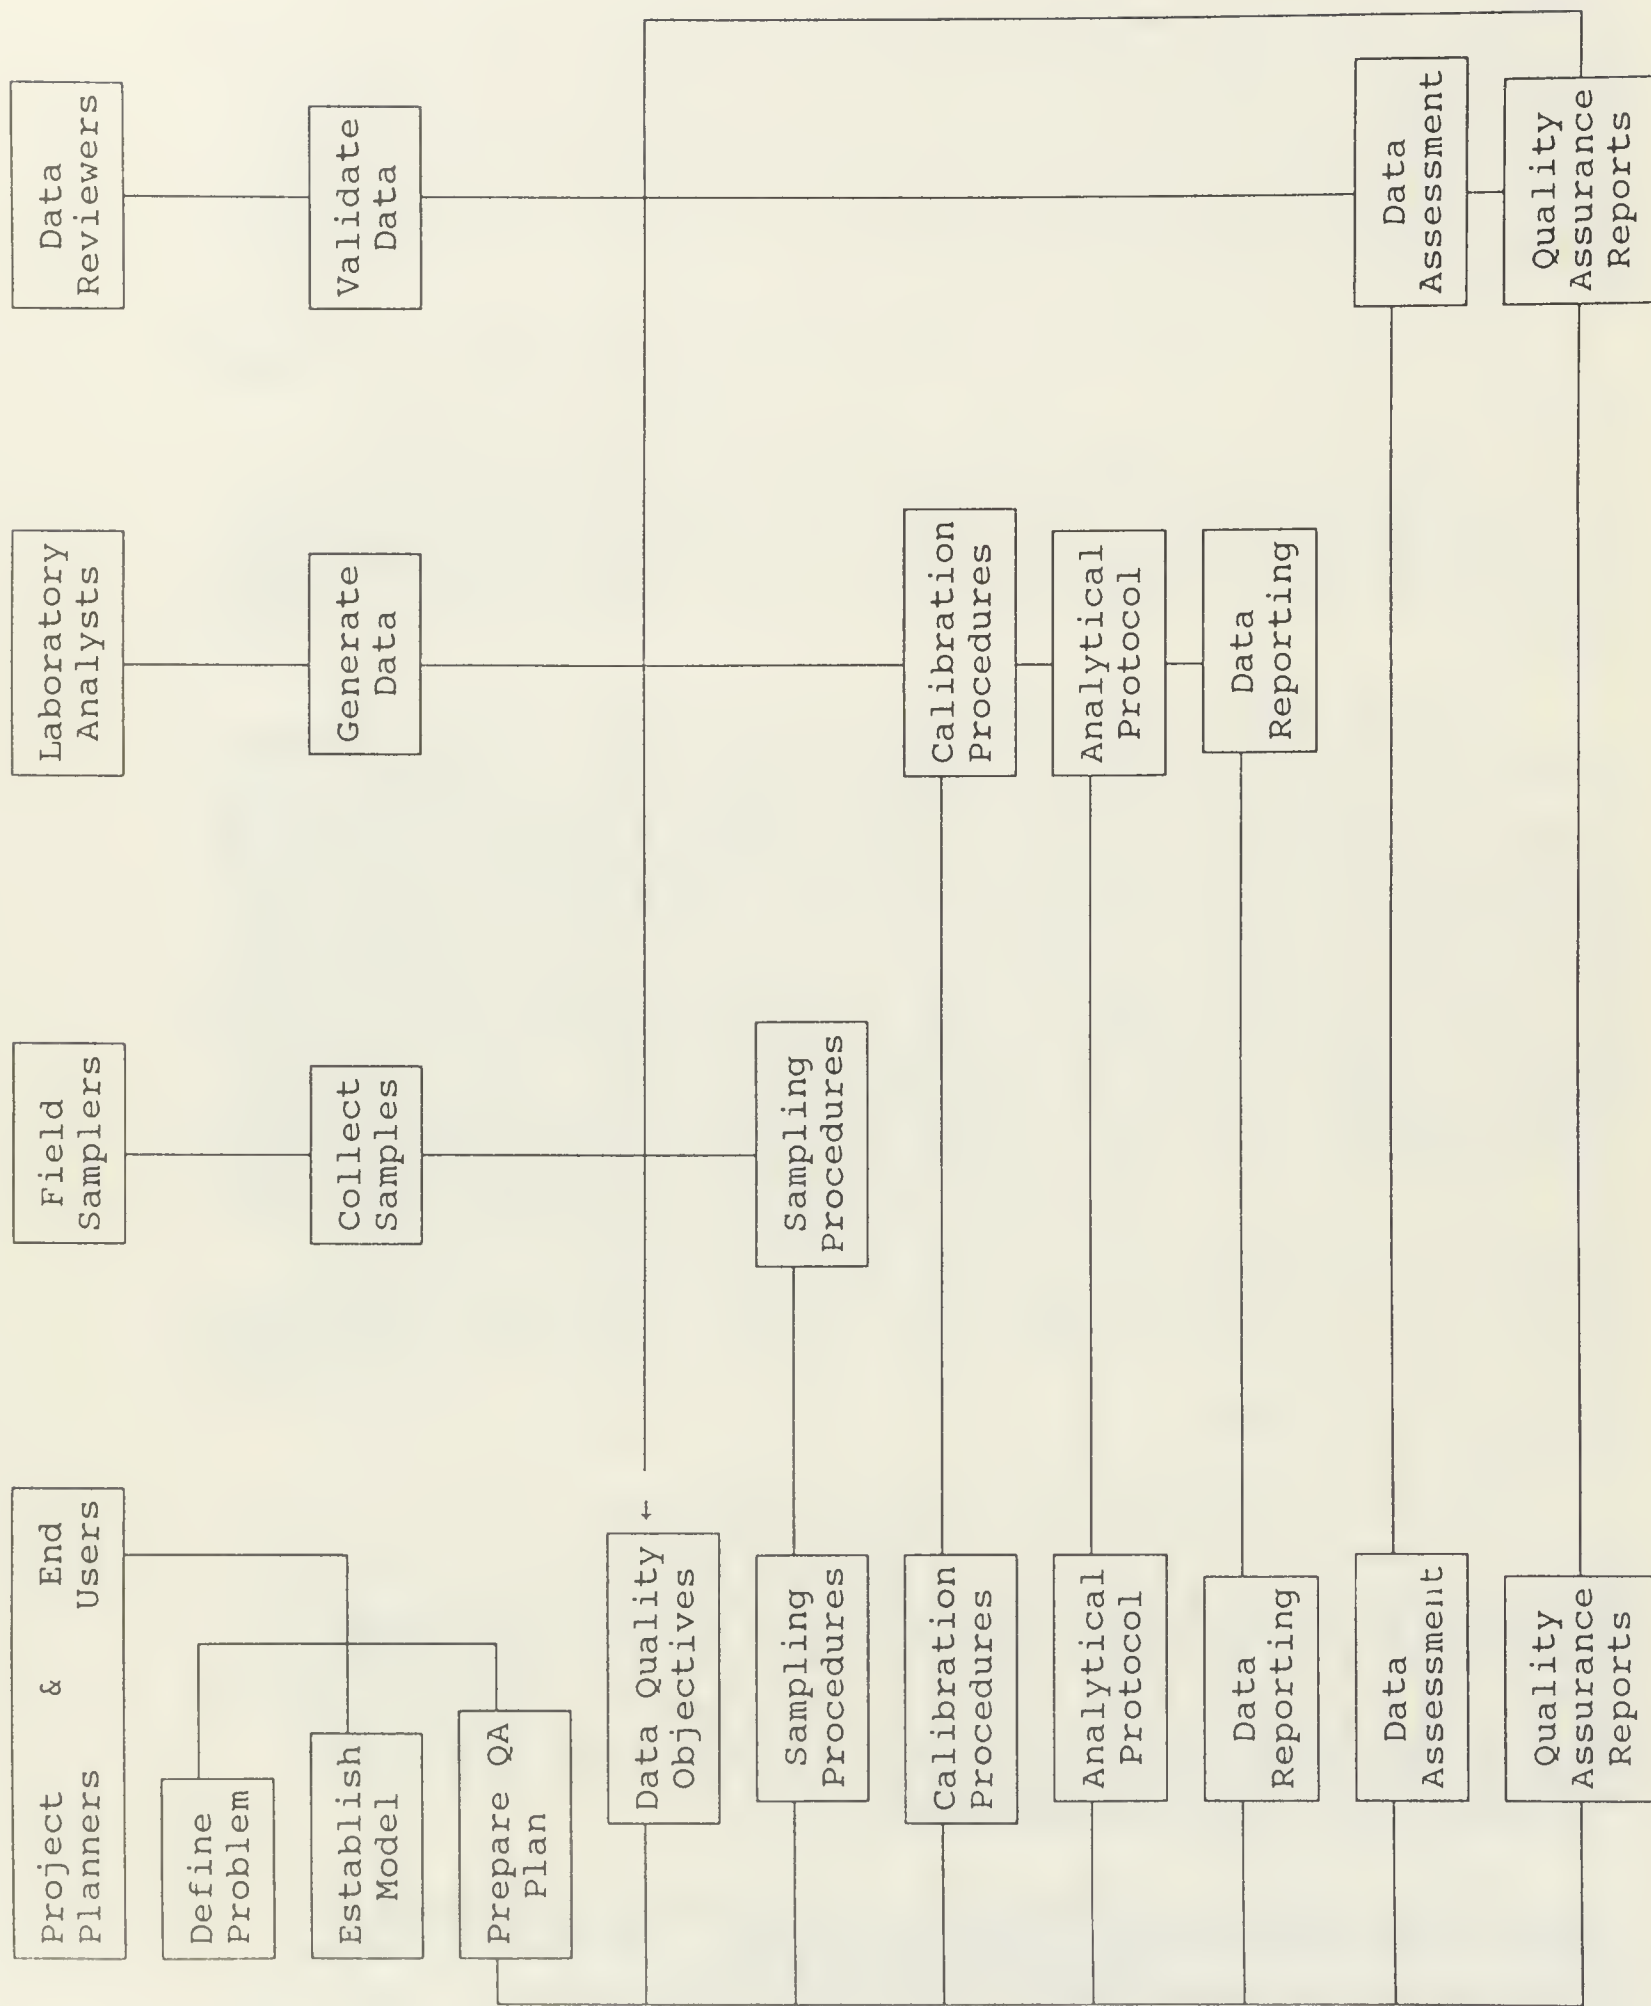 Project & End
Planners Users
Field
Samplers
Laboratory
Analysts
Data
Reviewers
Define
Problem
Establish
Model
Collect
Samples
Generate
Data
Validate
Data
Prepare QA
Plan
Data Quality
Objectives
Sampling
Procedures
Sampling
Procedures
Calibration
Procedures
Calibration
Procedures
Analytical
Protocol
Analytical
Protocol
Data
Reporting
Data
Reporting
Data
Assessment
Data
Assessment
Quality
Assurance
Reports
Quality
Assurance
Reports